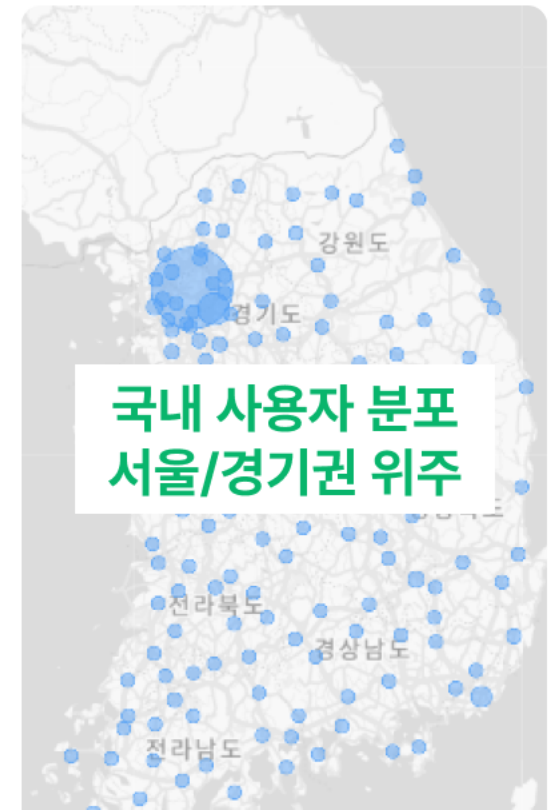 강원도
경기도
국내 사용자 분포
서울/경기권 위주
전라북도
경상남도
전라남도